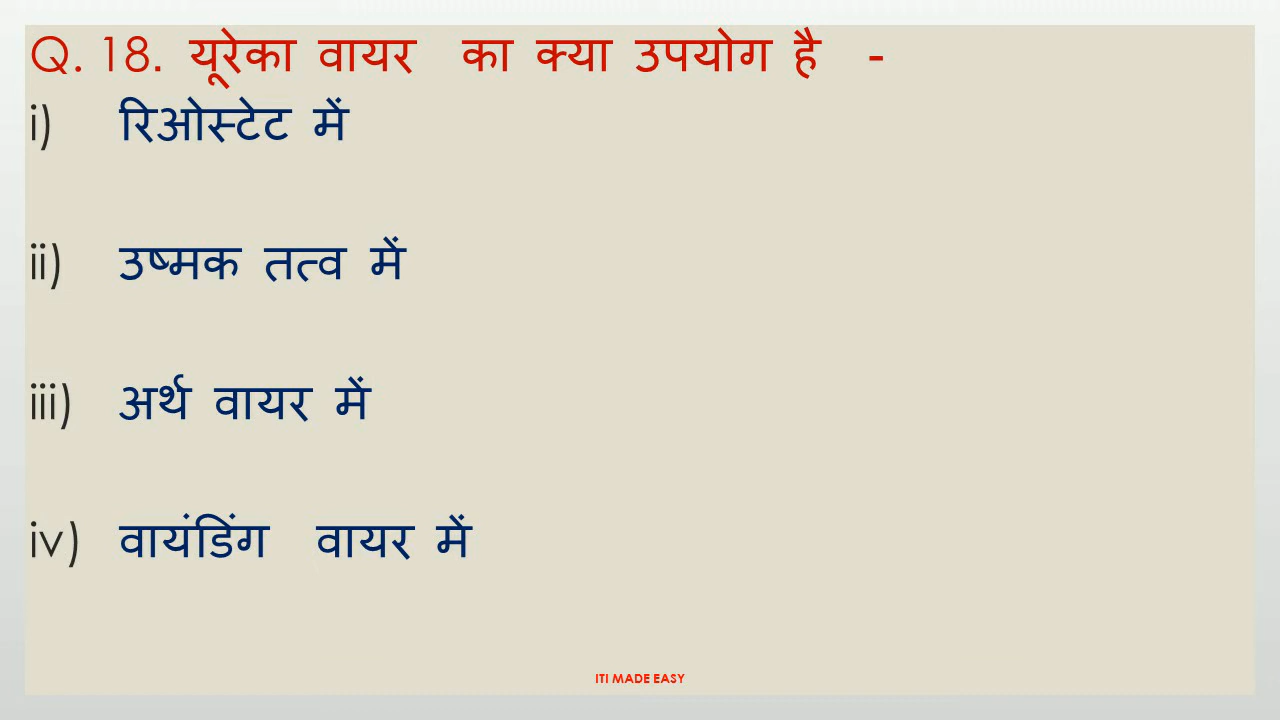 Q. 18. यूरेका वायर का क्या उपयोग है -
i) रिओस्टेट में
ii) उष्मक तत्व में
iii) अर्थ वायर में
iv) वायंडिंग वायर में
ITI MADE EASY